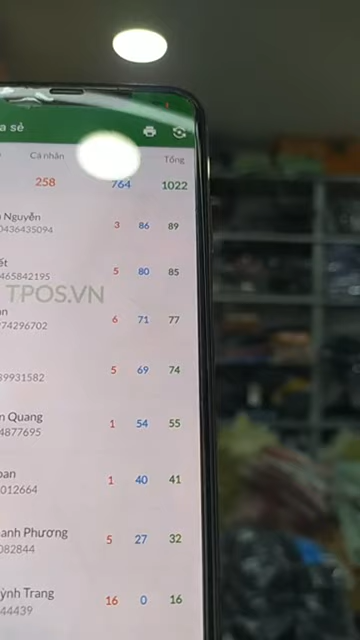 a sẻ
Cá nhân Tổng
258 764 1022
Nguyễn
0436435094 3 86 89
ết
465842195 5 80 85
TPOS.VN
an
974296702 6 71 77
39931582 5 69 74
n Quang
4877695 1 54 55
oan
012664 1 40 41
anh Phương
082844 5 27 32
ỳnh Trang
44439 16 0 16